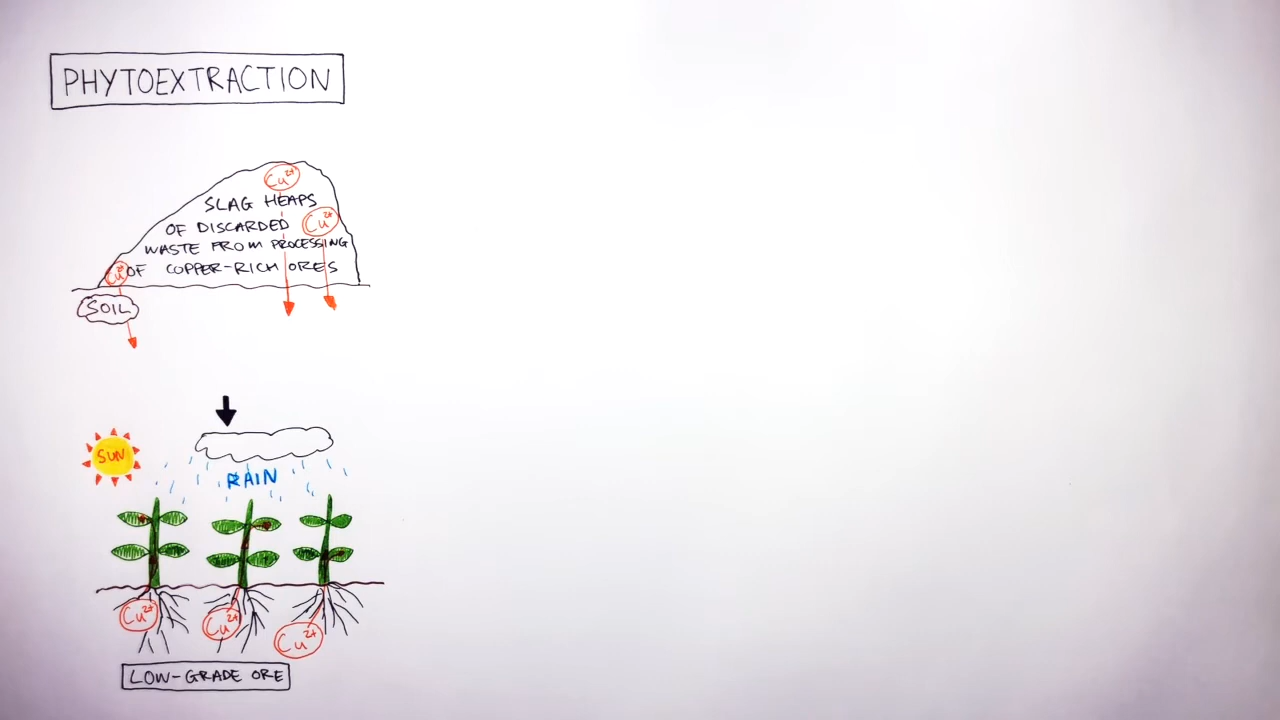 PHYTOEXTRACTION
Cu2+
SLAG HEAPS
OF DISCARDED Cu2+
WASTE FROM PROCESSING
Cu2+ OF COPPER-RICH ORES
SOIL
SUN
RAIN
Cu2+ Cu2+ Cu2+
LOW-GRADE ORE